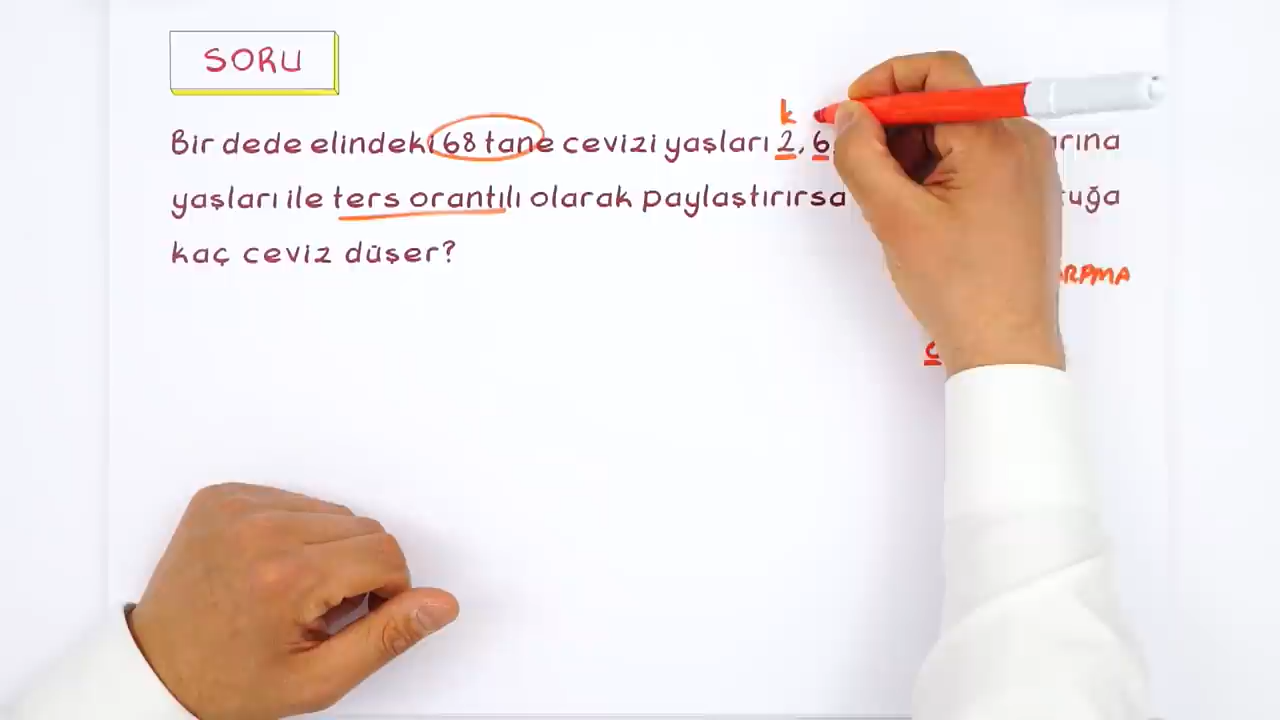 SORU
k
Bir dede elindeki 68 tane cevizi yaşları 2, 6,
yaşları ile ters orantılı olarak paylaştırırsa
kaç ceviz düşer?